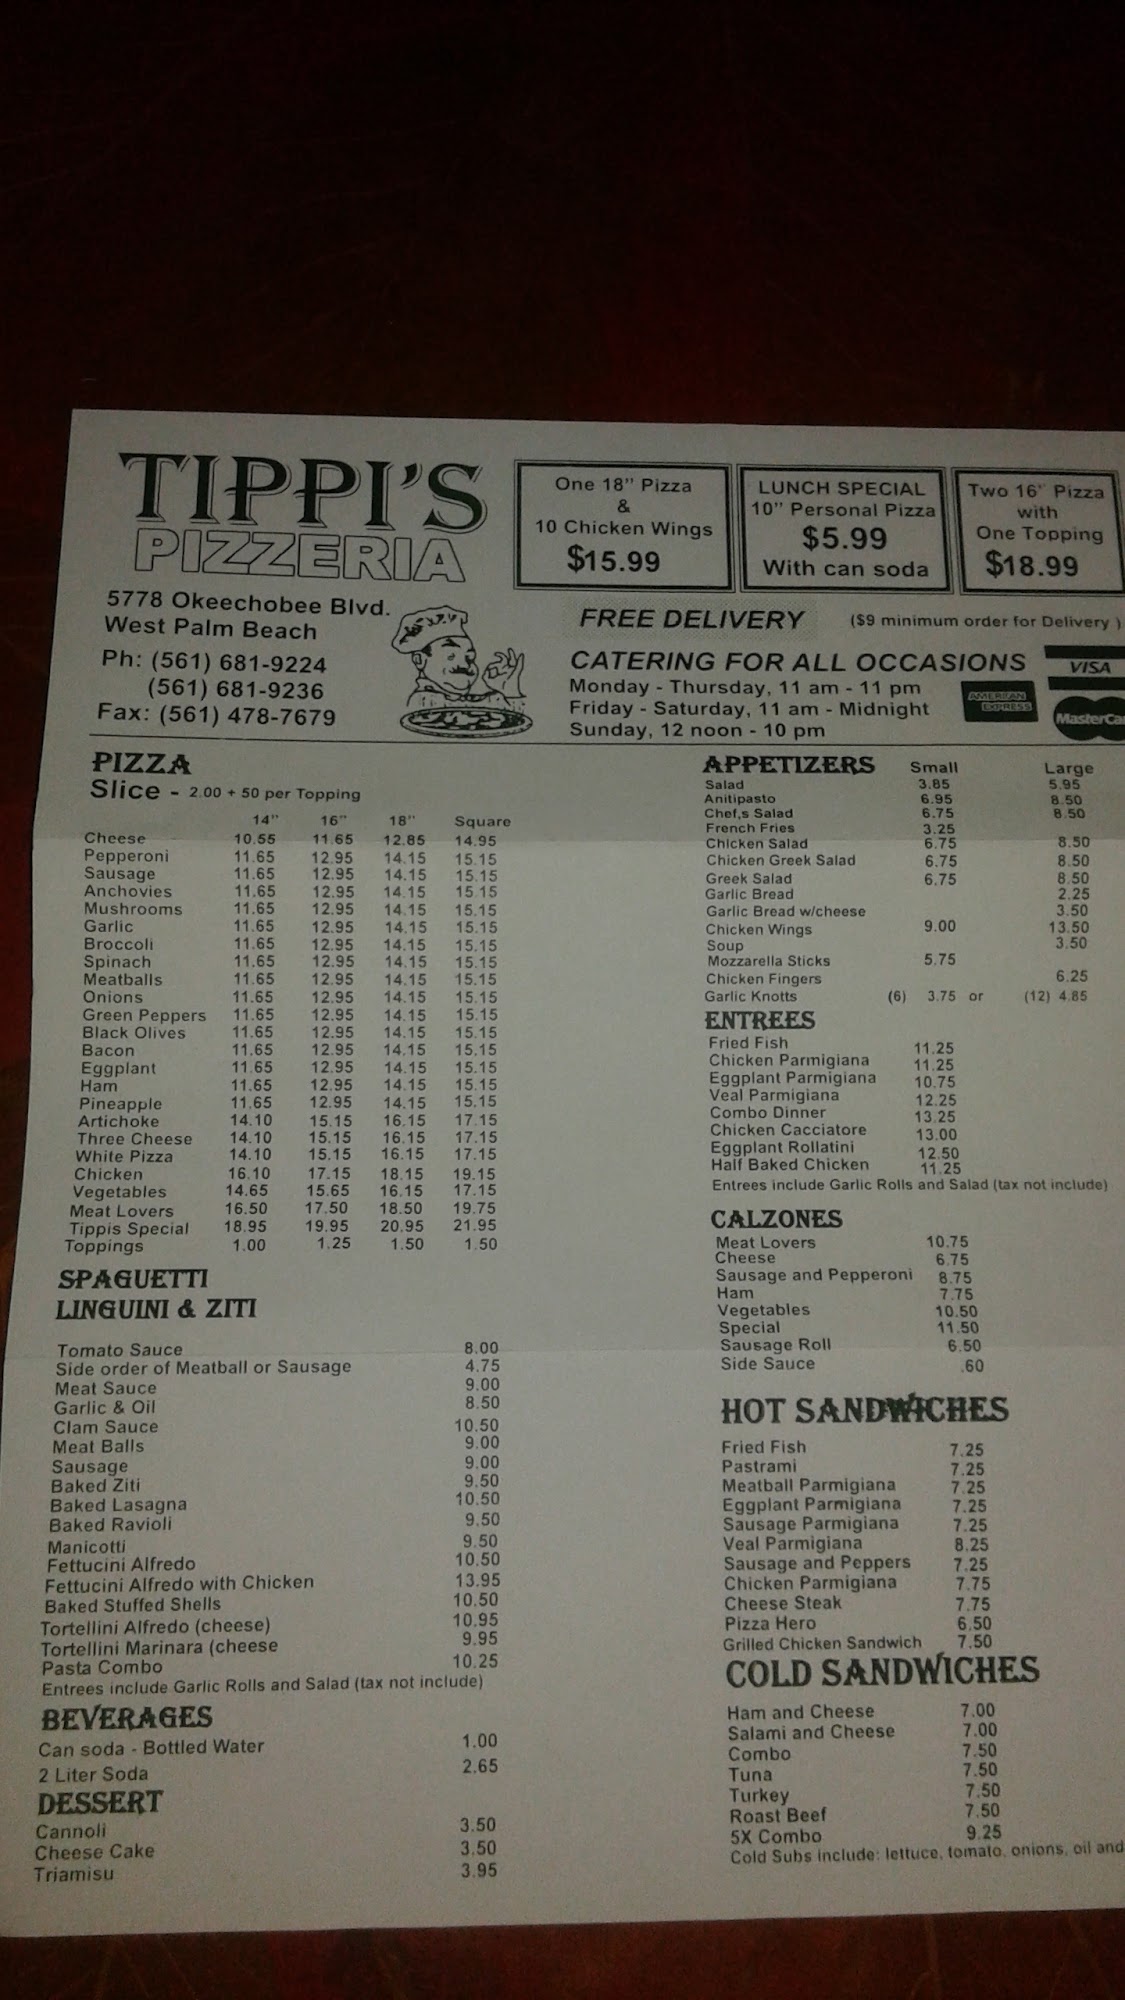 TIPPI'S
PIZZERIA
5778 Okeechobee Blvd.
West Palm Beach
Ph: (561) 681-9224
(561) 681-9236
Fax: (561) 478-7679
One 18" Pizza
&
10 Chicken Wings
$15.99
LUNCH SPECIAL
10" Personal Pizza
$5.99
With can soda
Two 16" Pizza
with
One Topping
$18.99
FREE DELIVERY ($9 minimum order for Delivery )
CATERING FOR ALL OCCASIONS
Monday - Thursday, 11 am - 11 pm
Friday - Saturday, 11 am - Midnight
Sunday, 12 noon - 10 pm
VISA
AMERICAN EXPRESS
MasterCa
PIZZA
Slice - 2.00 + 50 per Topping
14" 16" 18" Square
Cheese 10.55 11.65 12.85 14.95
Pepperoni 11.65 12.95 14.15 15.15
Sausage 11.65 12.95 14.15 15.15
Anchovies 11.65 12.95 14.15 15.15
Mushrooms 11.65 12.95 14.15 15.15
Garlic 11.65 12.95 14.15 15.15
Broccoli 11.65 12.95 14.15 15.15
Spinach 11.65 12.95 14.15 15.15
Meatballs 11.65 12.95 14.15 15.15
Onions 11.65 12.95 14.15 15.15
Green Peppers 11.65 12.95 14.15 15.15
Black Olives 11.65 12.95 14.15 15.15
Bacon 11.65 12.95 14.15 15.15
Eggplant 11.65 12.95 14.15 15.15
Ham 11.65 12.95 14.15 15.15
Pineapple 11.65 12.95 14.15 15.15
Artichoke 14.10 15.15 16.15 17.15
Three Cheese 14.10 15.15 16.15 17.15
White Pizza 14.10 15.15 16.15 17.15
Chicken 16.10 17.15 18.15 19.15
Vegetables 14.65 15.65 16.15 17.15
Meat Lovers 16.50 17.50 18.50 19.75
Tippis Special 18.95 19.95 20.95 21.95
Toppings 1.00 1.25 1.50 1.50
SPAGUETTI
LINGUINI & ZITI
Tomato Sauce 8.00
Side order of Meatball or Sausage 4.75
Meat Sauce 9.00
Garlic & Oil 8.50
Clam Sauce 10.50
Meat Balls 9.00
Sausage 9.00
Baked Ziti 9.50
Baked Lasagna 10.50
Baked Ravioli 9.50
Manicotti 9.50
Fettucini Alfredo 10.50
Fettucini Alfredo with Chicken 13.95
Baked Stuffed Shells 10.50
Tortellini Alfredo (cheese) 10.95
Tortellini Marinara (cheese 9.95
Pasta Combo 10.25
Entrees include Garlic Rolls and Salad (tax not include)
BEVERAGES
Can soda - Bottled Water 1.00
2 Liter Soda 2.65
DESSERT
Cannoli 3.50
Cheese Cake 3.50
Triamisu 3.95
APPETIZERS Small Large
Salad 3.85 5.95
Anitipasto 6.95 8.50
Chef,s Salad 6.75 8.50
French Fries 3.25
Chicken Salad 6.75 8.50
Chicken Greek Salad 6.75 8.50
Greek Salad 6.75 8.50
Garlic Bread 2.25
Garlic Bread w/cheese 3.50
Chicken Wings 9.00 13.50
Soup 3.50
Mozzarella Sticks 5.75
Chicken Fingers 6.25
Garlic Knotts (6) 3.75 or (12) 4.85
ENTREES
Fried Fish 11.25
Chicken Parmigiana 11.25
Eggplant Parmigiana 10.75
Veal Parmigiana 12.25
Combo Dinner 13.25
Chicken Cacciatore 13.00
Eggplant Rollatini 12.50
Half Baked Chicken 11.25
Entrees include Garlic Rolls and Salad (tax not include)
CALZONES
Meat Lovers 10.75
Cheese 6.75
Sausage and Pepperoni 8.75
Ham 7.75
Vegetables 10.50
Special 11.50
Sausage Roll 6.50
Side Sauce .60
HOT SANDWICHES
Fried Fish 7.25
Pastrami 7.25
Meatball Parmigiana 7.25
Eggplant Parmigiana 7.25
Sausage Parmigiana 7.25
Veal Parmigiana 8.25
Sausage and Peppers 7.25
Chicken Parmigiana 7.75
Cheese Steak 7.75
Pizza Hero 6.50
Grilled Chicken Sandwich 7.50
COLD SANDWICHES
Ham and Cheese 7.00
Salami and Cheese 7.00
Combo 7.50
Tuna 7.50
Turkey 7.50
Roast Beef 7.50
5X Combo 9.25
Cold Subs include: lettuce, tomato, onions, oil and